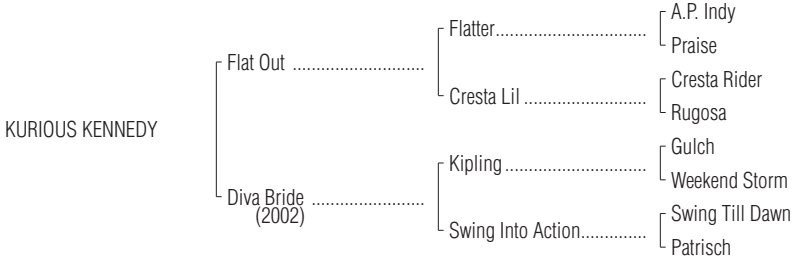 A.P. Indy
Flatter..................................
Praise
Flat Out ............................
Cresta Rider
Cresta Lil ...........................
Rugosa
KURIOUS KENNEDY
Gulch
Kipling................................
Weekend Storm
Diva Bride ........................
(2002)
Swing Till Dawn
Swing Into Action..............
Patrisch